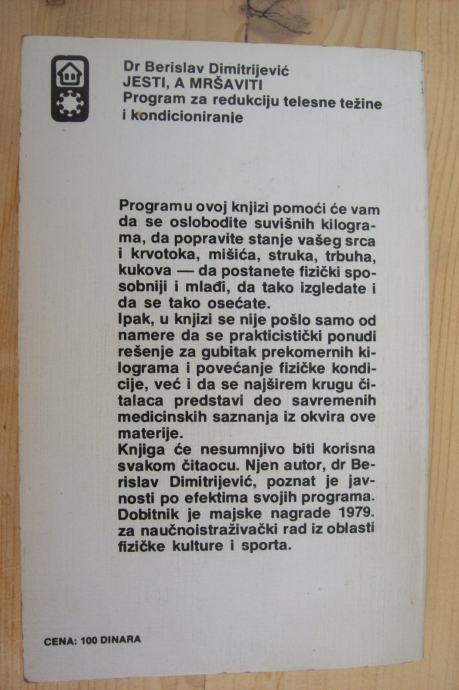 Dr Berislav Dimitrijević
JESTI, A MRŠAVITI
Program za redukciju telesne težine
i kondicioniranje
Program u ovoj knjizi pomoći će vam
da se oslobodite suvišnih kilogra-
ma, da popravite stanje vašeg srca
i krvotoka, mišića, struka, trbuha,
kukova — da postanete fizički spo-
sobniji i mlađi, da tako izgledate i
da se tako osećate.
Ipak, u knjizi se nije pošlo samo od
namere da se prakticistički ponudi
rešenje za gubitak prekomernih ki-
lograma i povećanje fizičke kondi-
cije, već i da se najširem krugu či-
talaca predstavi deo savremenih
medicinskih saznanja iz okvira ove
materije.
Knjiga će nesumnjivo biti korisna
svakom čitaocu. Njen autor, dr Be-
rislav Dimitrijević, poznat je jav-
nosti po efektima svojih programa.
Dobitnik je majske nagrade 1979.
za naučnoistraživački rad iz oblasti
fizičke kulture i sporta.
CENA: 100 DINARA